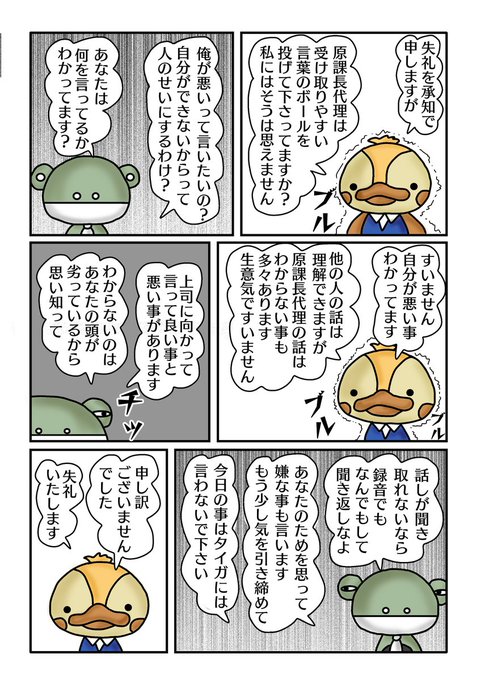 失礼を承知で
申しますが
原課長代理は
受け取りやすい
言葉のボールを
投げて下さってますか？
私にはそうは思えません
ブル
俺が悪いって言いたいの？
自分ができないからって
人のせいにするわけ？
あなたは
何を言ってるか
わかってます？
すいません
自分が悪い事
わかってます
他の人の話は
理解できますが
原課長代理の話は
わからない事も
多々あります
生意気ですいません
ブル
ブル
上司に向かって
言って良い事と
悪い事があります
わからないのは
あなたの頭が
劣っているから
思い知って
チッ
話しが聞き
取れないなら
録音でも
なんでもして
聞き返しなよ
あなたのためを思って
嫌な事も言います
もう少し気を引き締めて
今日の事はタイガには
言わないで下さい
申し訳
ございません
でした
失礼
いたします